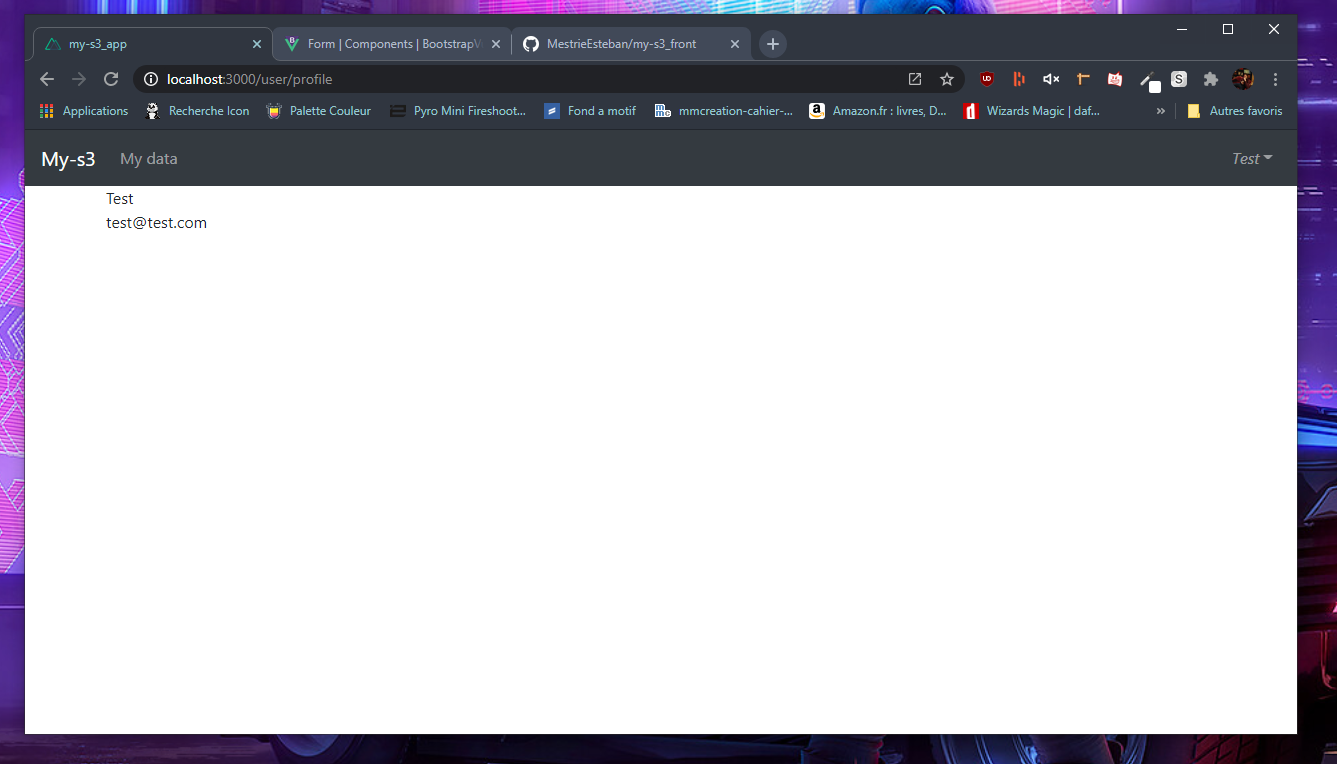 my-s3_app
Form | Components | BootstrapV
MestrieEsteban/my-s3_front
localhost:3000/user/profile
Applications
Recherche Icon
Palette Couleur
Pyro Mini Fireshoot...
Fond a motif
mmcreation-cahier-...
Amazon.fr : livres, D...
Wizards Magic | daf...
»
Autres favoris
My-s3 My data Test
Test
test@test.com